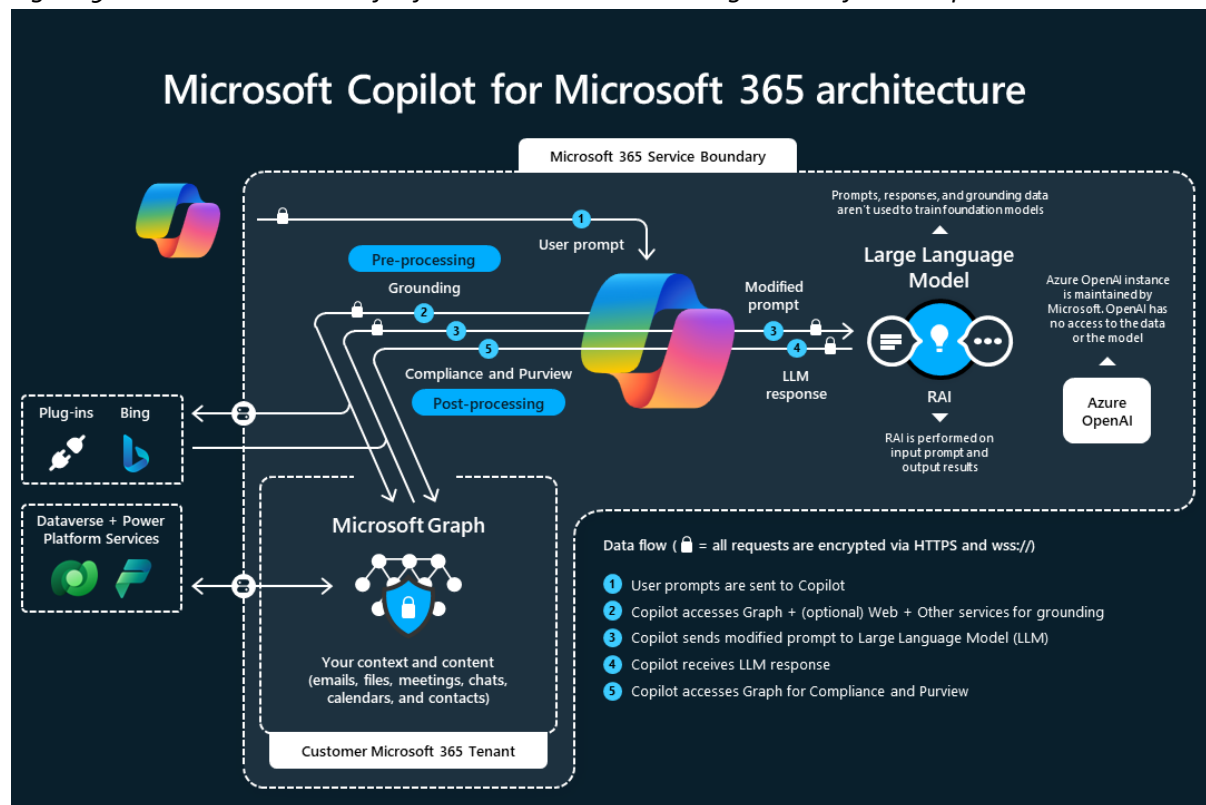 Microsoft Copilot for Microsoft 365 architecture
Microsoft 365 Service Boundary
1
User prompt
Pre-processing
Grounding
2
3
5
Compliance and Purview
Post-processing
Modified
prompt
3
4
LLM
response
Prompts, responses, and grounding data
aren't used to train foundation models
Large Language
Model
RAI
RAI is performed on
input prompt and
output results
Azure OpenAI instance
is maintained by
Microsoft. OpenAI has
no access to the data
or the model
Azure
OpenAI
Plug-ins
Bing
Dataverse + Power
Platform Services
Microsoft Graph
Your context and content
(emails, files, meetings, chats,
calendars, and contacts)
Customer Microsoft 365 Tenant
Data flow ( = all requests are encrypted via HTTPS and wss://)
1 User prompts are sent to Copilot
2 Copilot accesses Graph + (optional) Web + Other services for grounding
3 Copilot sends modified prompt to Large Language Model (LLM)
4 Copilot receives LLM response
5 Copilot accesses Graph for Compliance and Purview